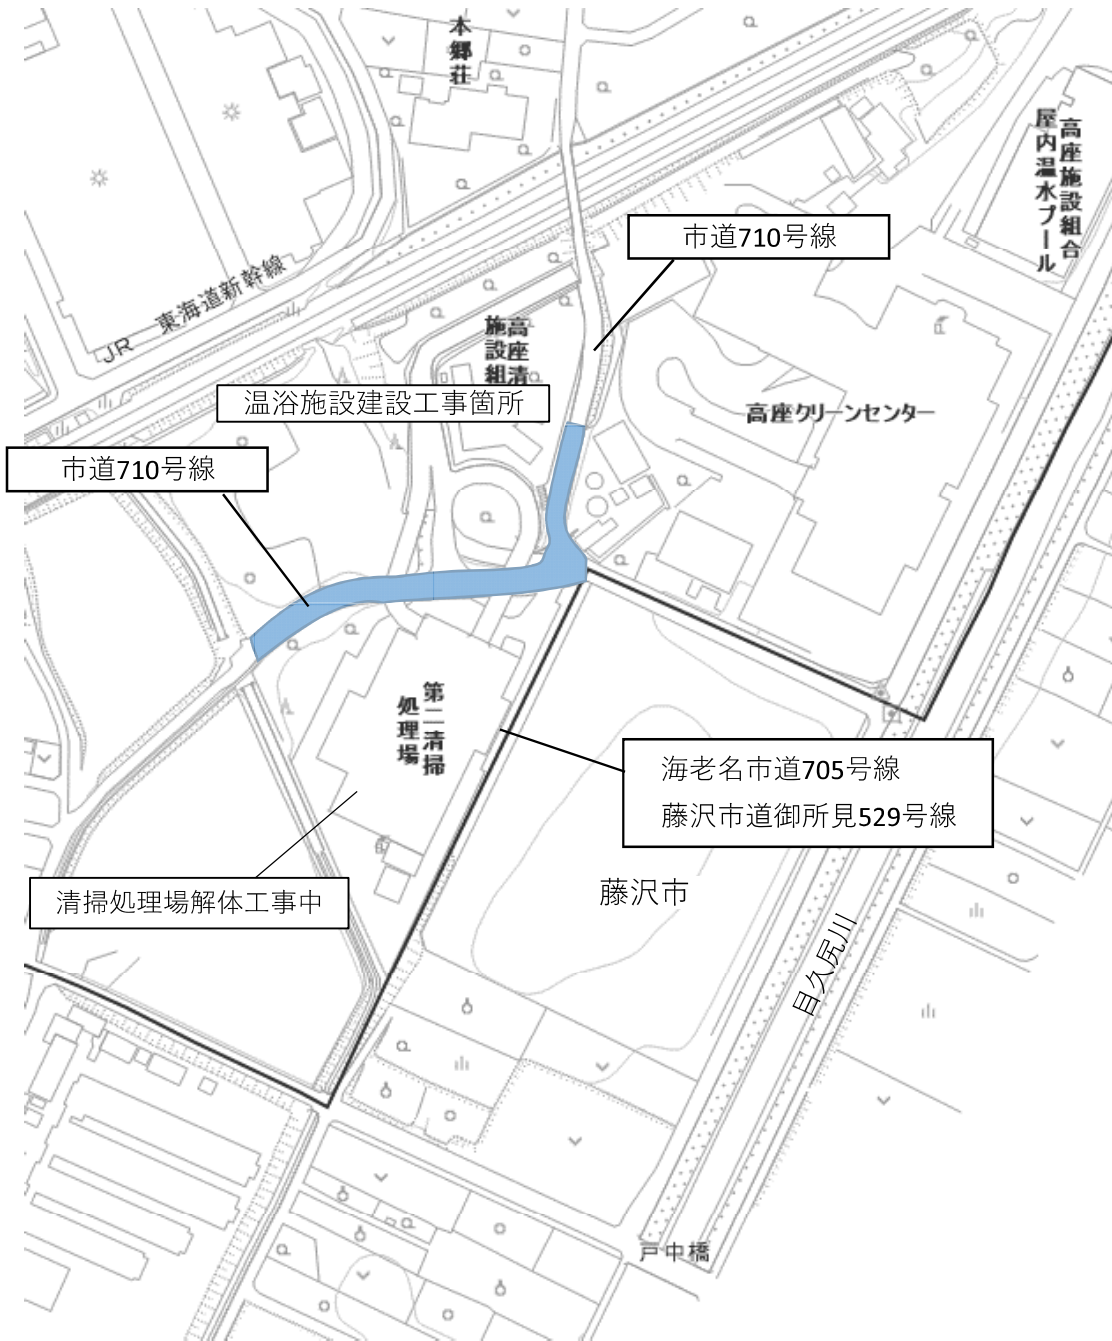 本郷荘
高座施設組合
屋内温水プール
市道710号線
JR 東海道新幹線
高座清
施設組
温浴施設建設工事箇所
高座クリーンセンター
市道710号線
第二清掃
処理場
海老名市道705号線
藤沢市道御所見529号線
清掃処理場解体工事中
藤沢市
目久尻川
戸中橋